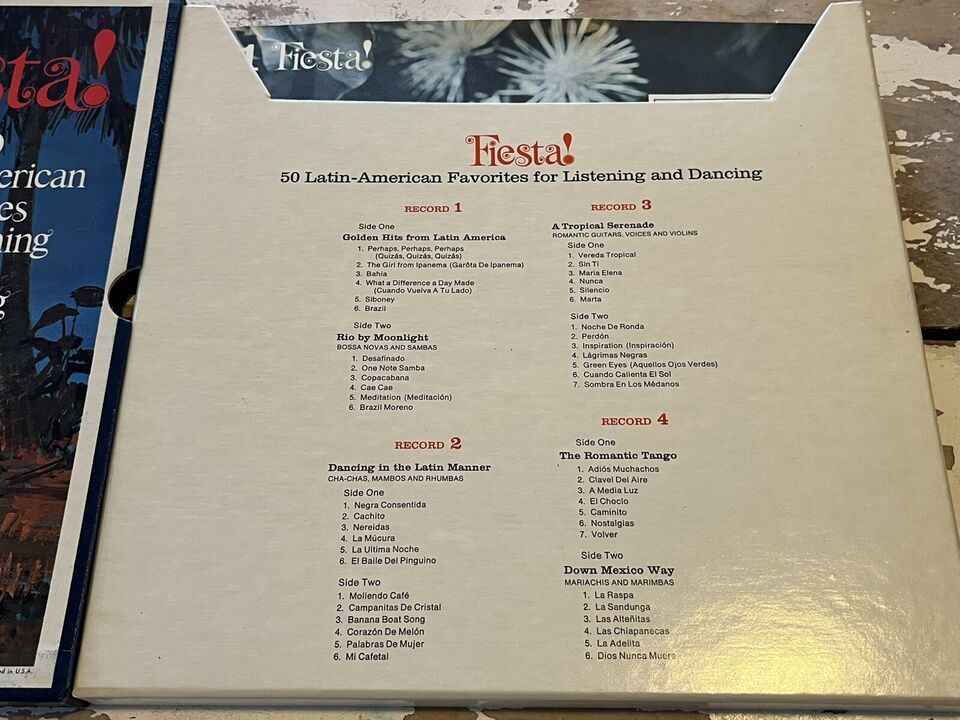 sta!
erican
es
ning
g
d in U.S.A.
Fiesta!
Fiesta!
50 Latin-American Favorites for Listening and Dancing
RECORD 1
Side One
Golden Hits from Latin America
1. Perhaps, Perhaps, Perhaps
(Quizás, Quizás, Quizás)
2. The Girl from Ipanema (Garôta De Ipanema)
3. Bahia
4. What a Difference a Day Made
(Cuando Vuelva A Tu Lado)
5. Siboney
6. Brazil
Side Two
Rio by Moonlight
BOSSA NOVAS AND SAMBAS
1. Desafinado
2. One Note Samba
3. Copacabana
4. Cae Cae
5. Meditation (Meditación)
6. Brazil Moreno
RECORD 2
Dancing in the Latin Manner
CHA-CHAS, MAMBOS AND RHUMBAS
Side One
1. Negra Consentida
2. Cachito
3. Nereidas
4. La Múcura
5. La Ultima Noche
6. El Baile Del Pinguino
Side Two
1. Moliendo Café
2. Campanitas De Cristal
3. Banana Boat Song
4. Corazón De Melón
5. Palabras De Mujer
6. Mi Cafetal
RECORD 3
A Tropical Serenade
ROMANTIC GUITARS, VOICES AND VIOLINS
Side One
1. Vereda Tropical
2. Sin Ti
3. Maria Elena
4. Nunca
5. Silencio
6. Marta
Side Two
1. Noche De Ronda
2. Perdón
3. Inspiration (Inspiración)
4. Lágrimas Negras
5. Green Eyes (Aquellos Ojos Verdes)
6. Cuando Calienta El Sol
7. Sombra En Los Médanos
RECORD 4
Side One
The Romantic Tango
1. Adiós Muchachos
2. Clavel Del Aire
3. A Media Luz
4. El Choclo
5. Caminito
6. Nostalgias
7. Volver
Side Two
Down Mexico Way
MARIACHIS AND MARIMBAS
1. La Raspa
2. La Sandunga
3. Las Alteñitas
4. Las Chiapanecas
5. La Adelita
6. Dios Nunca Muere